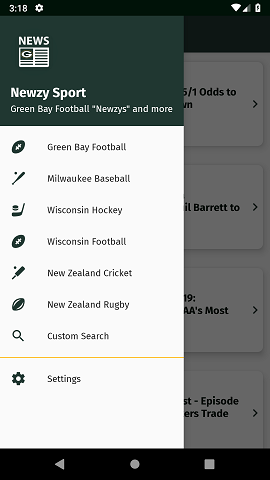 3:18
NEWS
G
Newzy Sport
Green Bay Football "Newzys" and more
5/1 Odds to
wn
Green Bay Football
Milwaukee Baseball
il Barrett to
Wisconsin Hockey
Wisconsin Football
New Zealand Cricket
19:
AA's Most
New Zealand Rugby
Custom Search
Settings
st - Episode
ers Trade